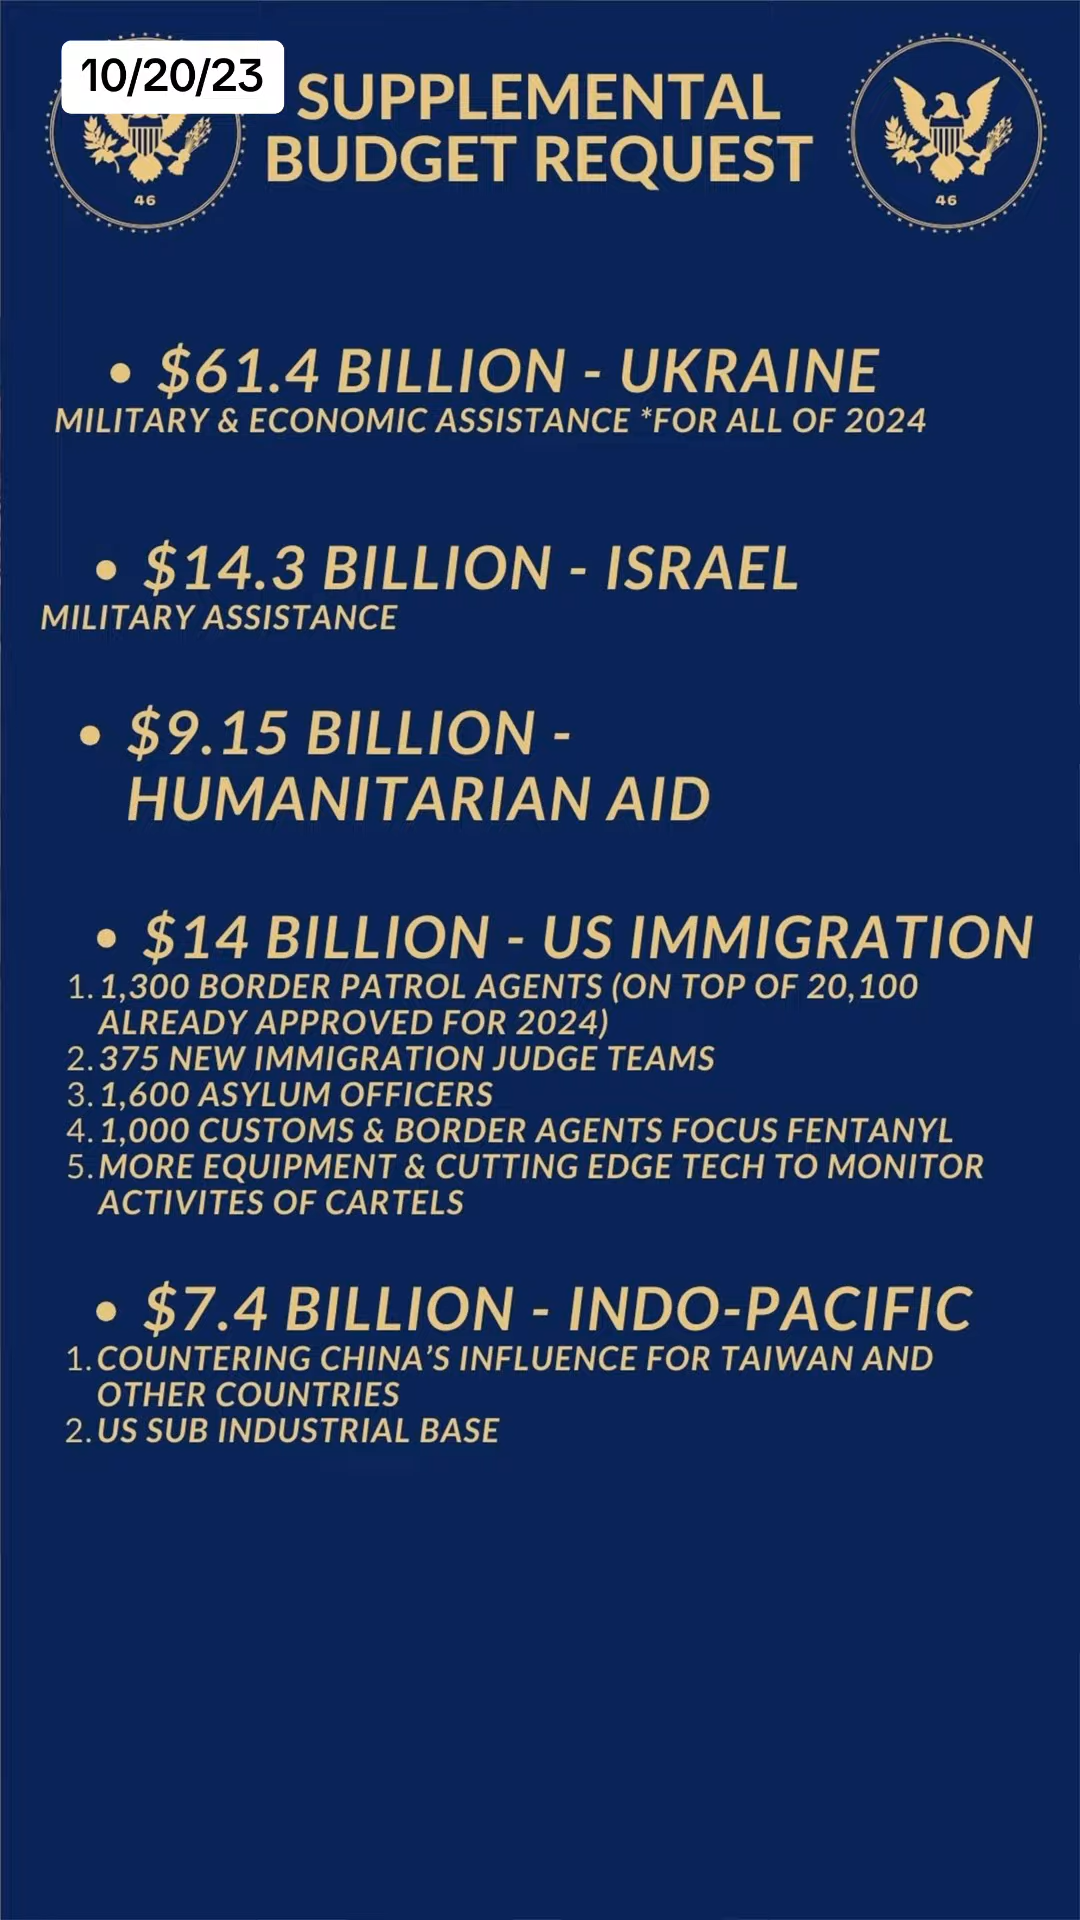 10/20/23
SUPPLEMENTAL
BUDGET REQUEST
46
46
• $61.4 BILLION - UKRAINE
MILITARY & ECONOMIC ASSISTANCE *FOR ALL OF 2024
• $14.3 BILLION - ISRAEL
MILITARY ASSISTANCE
• $9.15 BILLION -
HUMANITARIAN AID
• $14 BILLION - US IMMIGRATION
1. 1,300 BORDER PATROL AGENTS (ON TOP OF 20,100
ALREADY APPROVED FOR 2024)
2. 375 NEW IMMIGRATION JUDGE TEAMS
3. 1,600 ASYLUM OFFICERS
4. 1,000 CUSTOMS & BORDER AGENTS FOCUS FENTANYL
5. MORE EQUIPMENT & CUTTING EDGE TECH TO MONITOR
ACTIVITES OF CARTELS
• $7.4 BILLION - INDO-PACIFIC
1. COUNTERING CHINA’S INFLUENCE FOR TAIWAN AND
OTHER COUNTRIES
2. US SUB INDUSTRIAL BASE